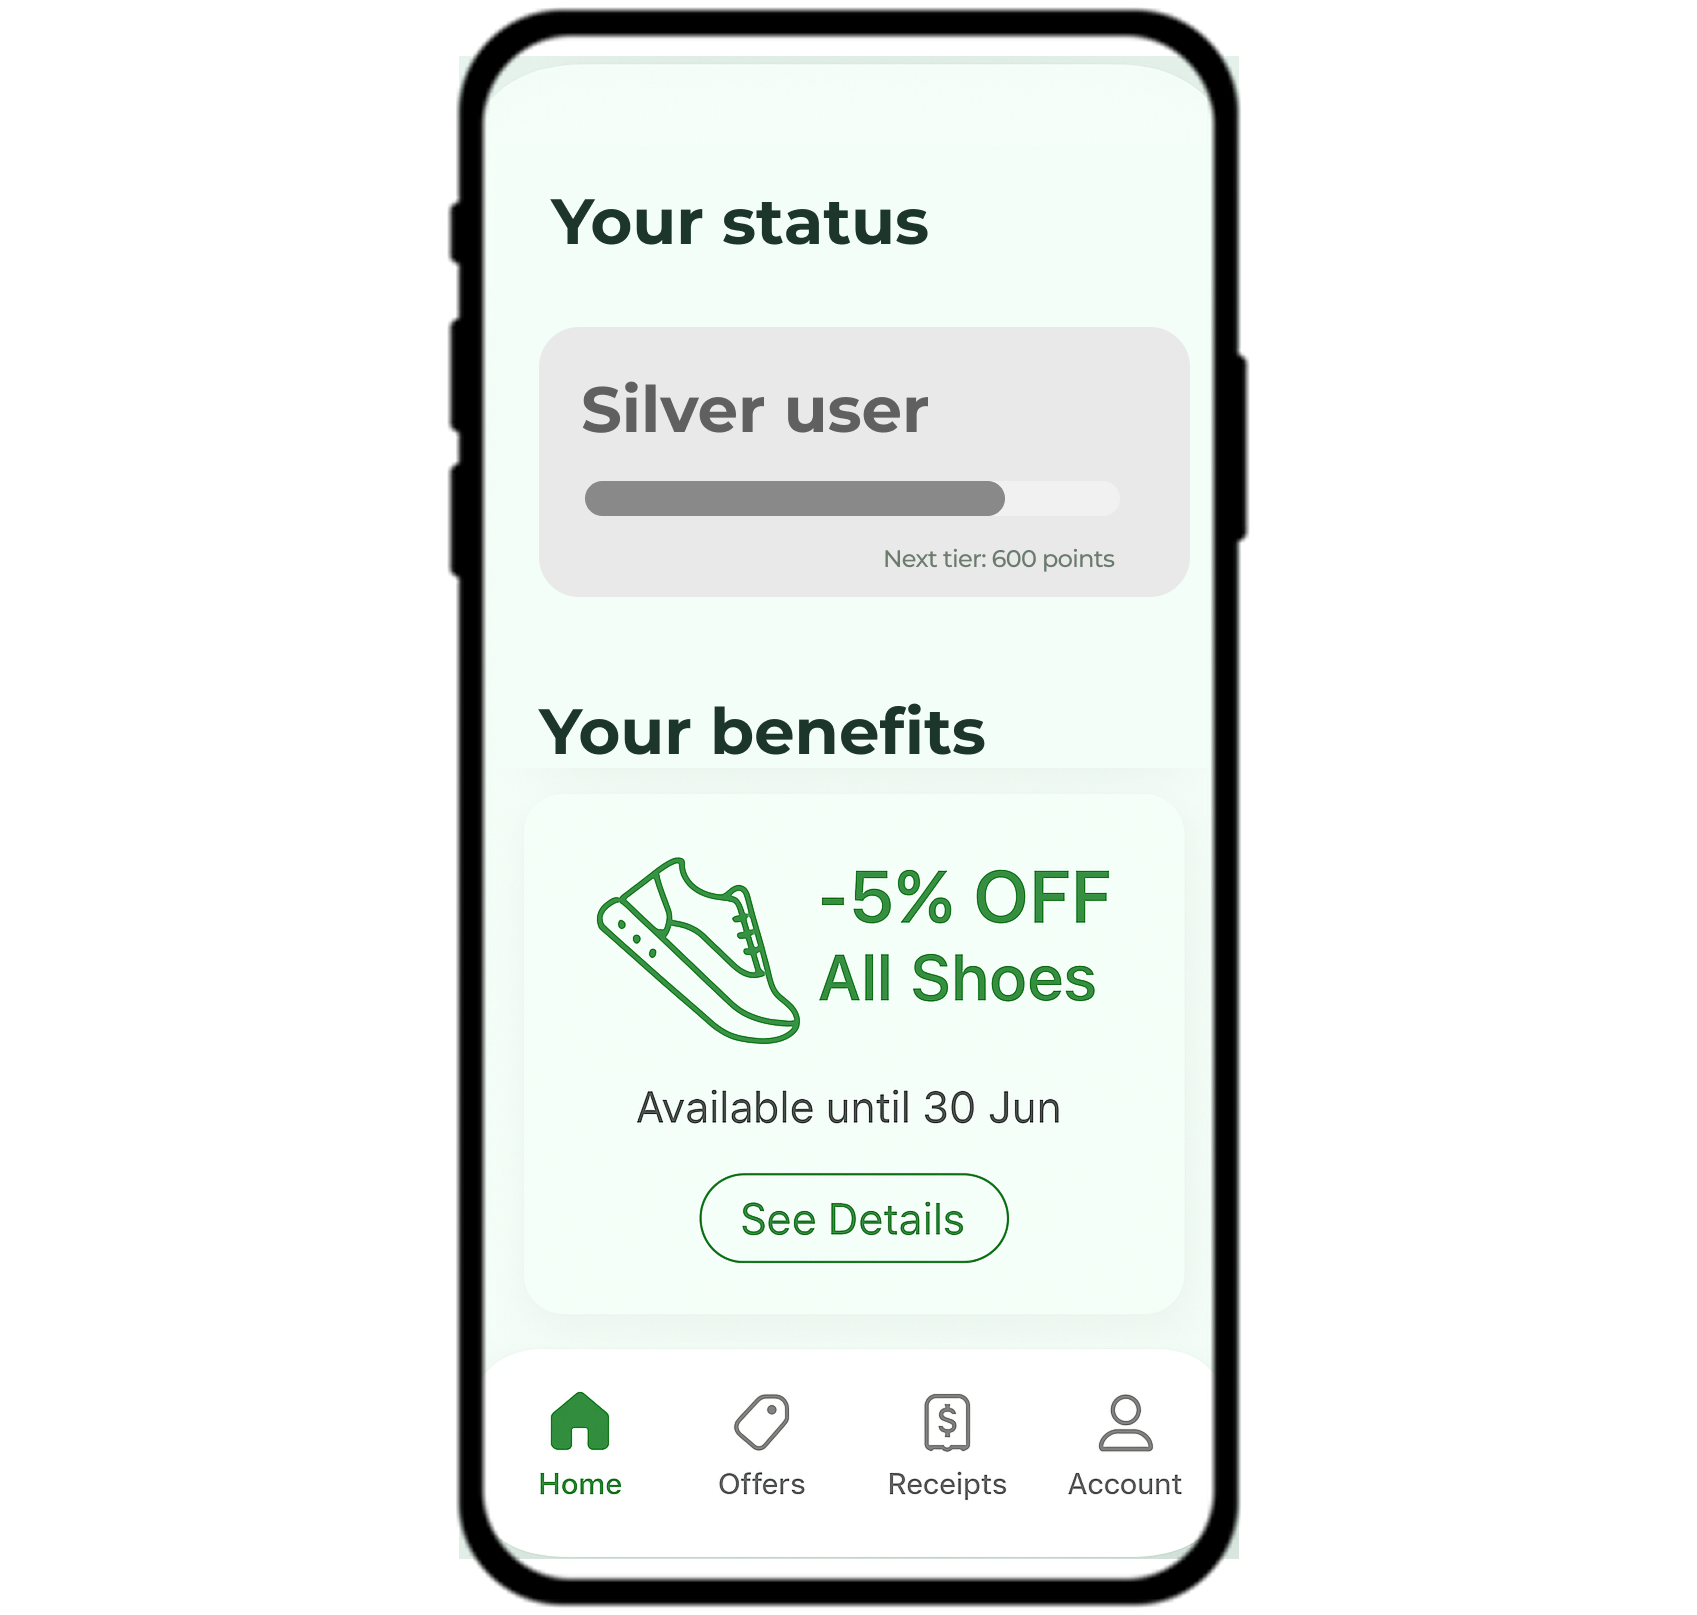 Your status
Silver user
Next tier: 600 points
Your benefits
-5% OFF
All Shoes
Available until 30 Jun
See Details
$
Home Offers Receipts Account